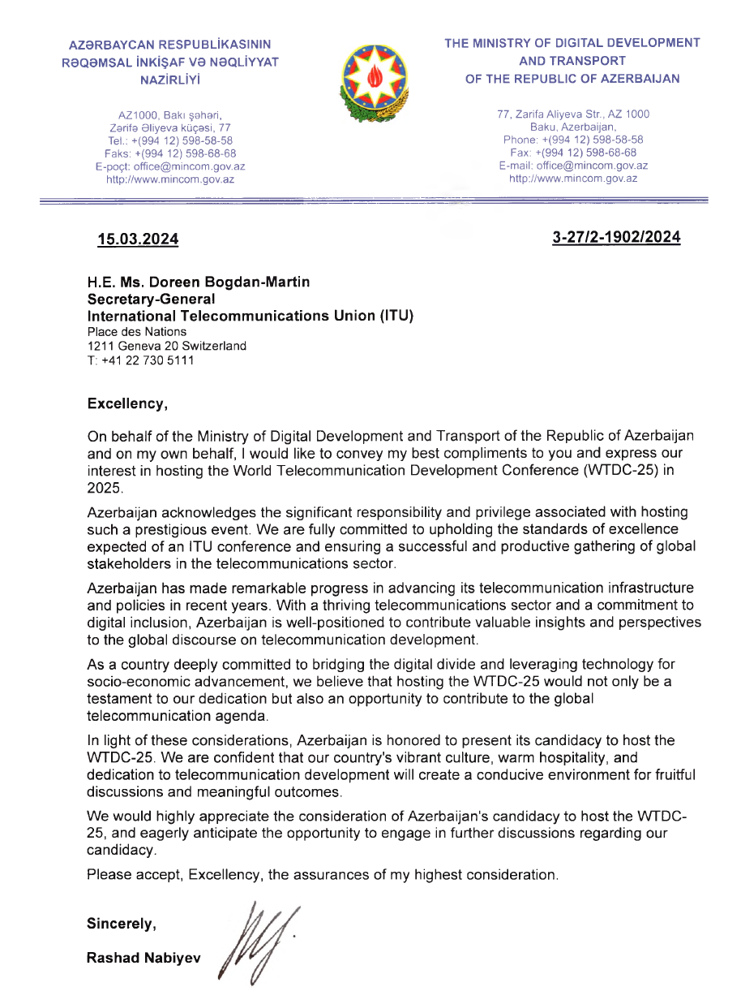 AZƏRBAYCAN RESPUBLİKASININ
RƏQƏMSAL İNKİŞAF VƏ NƏQLİYYAT
NAZİRLİYİ
AZ1000, Bakı şəhəri,
Zərifə Əliyeva küçəsi, 77
Tel.: +(994 12) 598-58-58
Faks: +(994 12) 598-68-68
E-poçt: office@mincom.gov.az
http://www.mincom.gov.az
THE MINISTRY OF DIGITAL DEVELOPMENT
AND TRANSPORT
OF THE REPUBLIC OF AZERBAIJAN
77, Zarifa Aliyeva Str., AZ 1000
Baku, Azerbaijan,
Phone: +(994 12) 598-58-58
Fax: +(994 12) 598-68-68
E-mail: office@mincom.gov.az
http://www.mincom.gov.az
15.03.2024
3-27/2-1902/2024
H.E. Ms. Doreen Bogdan-Martin
Secretary-General
International Telecommunications Union (ITU)
Place des Nations
1211 Geneva 20 Switzerland
T: +41 22 730 5111
Excellency,
On behalf of the Ministry of Digital Development and Transport of the Republic of Azerbaijan
and on my own behalf, I would like to convey my best compliments to you and express our
interest in hosting the World Telecommunication Development Conference (WTDC-25) in
2025.
Azerbaijan acknowledges the significant responsibility and privilege associated with hosting
such a prestigious event. We are fully committed to upholding the standards of excellence
expected of an ITU conference and ensuring a successful and productive gathering of global
stakeholders in the telecommunications sector.
Azerbaijan has made remarkable progress in advancing its telecommunication infrastructure
and policies in recent years. With a thriving telecommunications sector and a commitment to
digital inclusion, Azerbaijan is well-positioned to contribute valuable insights and perspectives
to the global discourse on telecommunication development.
As a country deeply committed to bridging the digital divide and leveraging technology for
socio-economic advancement, we believe that hosting the WTDC-25 would not only be a
testament to our dedication but also an opportunity to contribute to the global
telecommunication agenda.
In light of these considerations, Azerbaijan is honored to present its candidacy to host the
WTDC-25. We are confident that our country's vibrant culture, warm hospitality, and
dedication to telecommunication development will create a conducive environment for fruitful
discussions and meaningful outcomes.
We would highly appreciate the consideration of Azerbaijan's candidacy to host the WTDC-
25, and eagerly anticipate the opportunity to engage in further discussions regarding our
candidacy.
Please accept, Excellency, the assurances of my highest consideration.
Sincerely,
Rashad Nabiyev